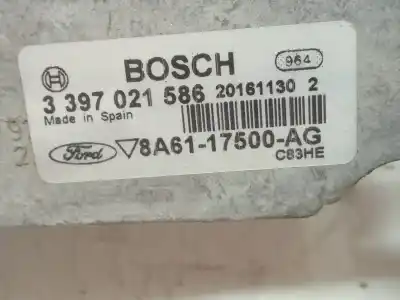 BOSCH 964
3 397 021 586 20161130 2
Made in Spain
Ford 8A61-17500-AG
C83HE